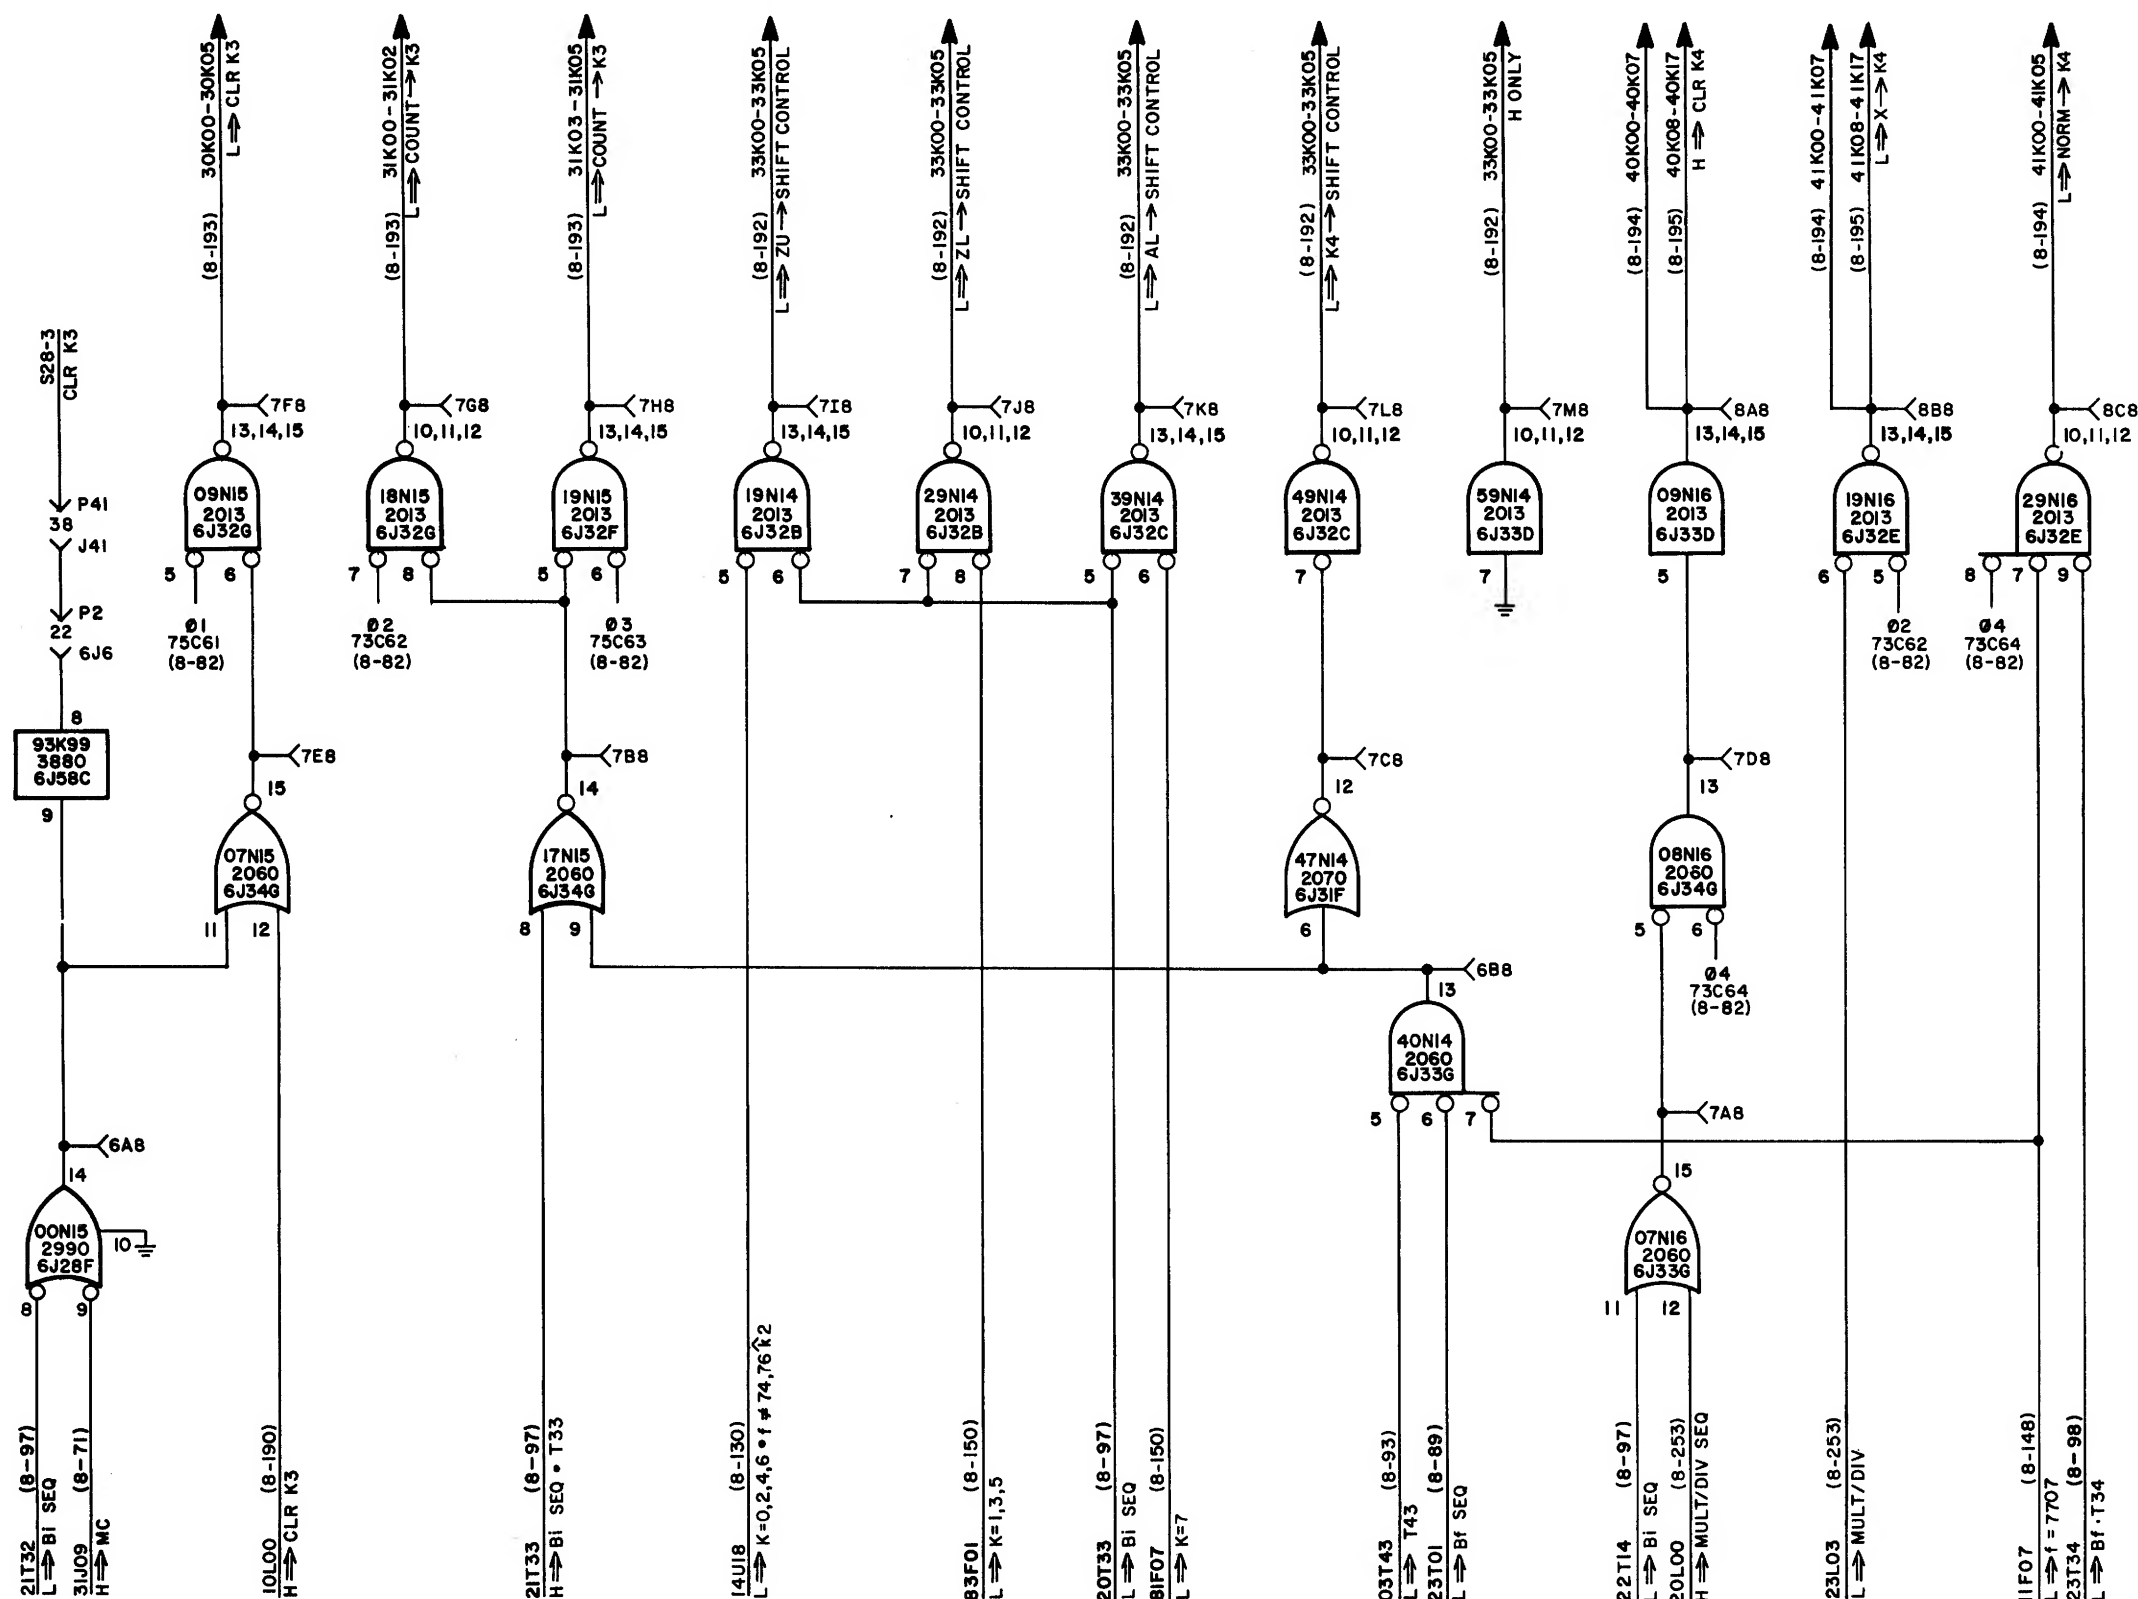 30K00-30K05
L⟹CLR K3
(8-193)
31K00-31K02
L⟹COUNT→K3
(8-193)
31K03-31K05
L⟹COUNT→K3
(8-193)
33K00-33K05
L⟹ZU→SHIFT CONTROL
(8-192)
33K00-33K05
L⟹ZL→SHIFT CONTROL
(8-192)
33K00-33K05
L⟹AL→SHIFT CONTROL
(8-192)
33K00-33K05
L⟹K4→SHIFT CONTROL
(8-192)
33K00-33K05
H ONLY
(8-192)
40K00-40K07
(8-194)
40K08-40K17
H⟹CLR K4
(8-195)
41K00-41K07
(8-194)
41K08-41K17
L⟹X→K4
(8-195)
41K00-41K05
L⟹NORM→K4
(8-194)
S28-3
CLR K3
7F8
13,14,15
7G8
10,11,12
7H8
13,14,15
7I8
13,14,15
7J8
10,11,12
7K8
13,14,15
7L8
10,11,12
7M8
10,11,12
8A8
13,14,15
8B8
13,14,15
8C8
10,11,12
P41
38
J41
P2
22
6J6
09N15
2013
6J32G
18N15
2013
6J32G
19N15
2013
6J32F
19N14
2013
6J32B
29N14
2013
6J32B
39N14
2013
6J32C
49N14
2013
6J32C
59N14
2013
6J33D
09N16
2013
6J33D
19N16
2013
6J32E
29N16
2013
6J32E
5 6
7 8
5 6
5 6
7 8
5 6
7
7
5
6 5
8 7 9
Ø1
75C61
(8-82)
Ø2
73C62
(8-82)
Ø3
75C63
(8-82)
Ø2
73C62
(8-82)
Ø4
73C64
(8-82)
8
93K99
3880
6J58C
9
7E8
15
7B8
14
7C8
12
7D8
13
07N15
2060
6J34G
11 12
17N15
2060
6J34G
8 9
47N14
2070
6J31F
6
08N16
2060
6J34G
5 6
Ø4
73C64
(8-82)
6B8
13
40N14
2060
6J33G
5 6 7
7A8
15
6A8
14
00N15
2990
6J28F
10
8 9
07N16
2060
6J33G
11 12
21T32 (8-97)
L⟹Bi SEQ
31J09 (8-71)
H⟹MC
10L00 (8-190)
H⟹CLR K3
21T33 (8-97)
H⟹Bi SEQ • T33
14U18 (8-130)
L⟹K=0,2,4,6 • f ≠ 74,76^k2
83F01 (8-150)
L⟹K=1,3,5
20T33 (8-97)
L⟹Bi SEQ
81F07 (8-150)
L⟹K=7
03T43 (8-93)
L⟹T43
23T01 (8-89)
L⟹Bf SEQ
22T14 (8-97)
L⟹Bi SEQ
20L00 (8-253)
H⟹MULT/DIV SEQ
23L03 (8-253)
L⟹MULT/DIV
(8-148)
L⟹f=7707
23T34 (8-98)
L⟹Bf·T34